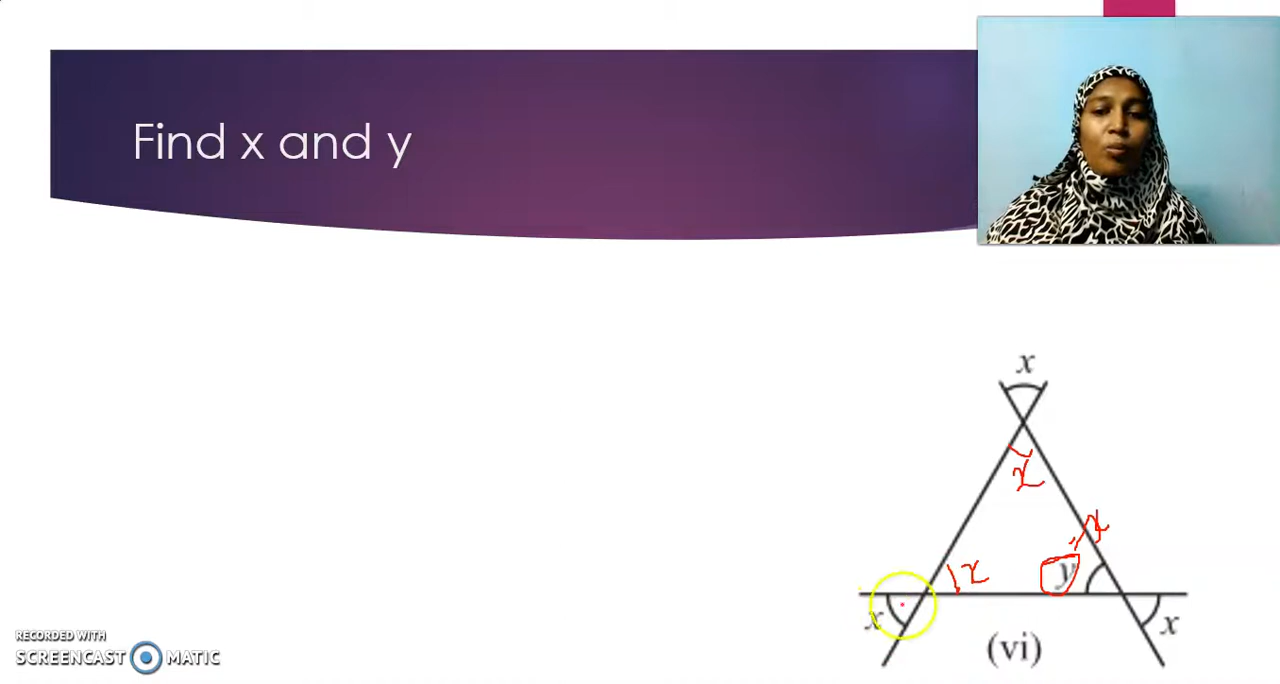 Find x and y
x
x
x
x
y
x
x
(vi)
RECORDED WITH
SCREENCAST MATIC